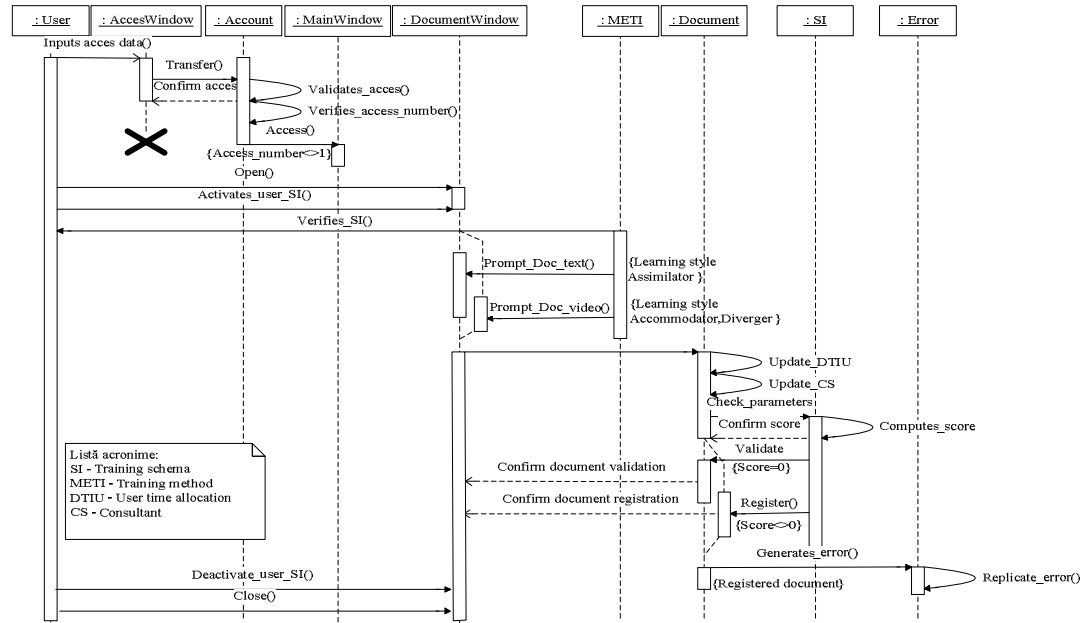 : User
: AccesWindow
: Account
: MainWindow
: DocumentWindow
: METI
: Document
: SI
: Error
Inputs acces data()
Transfer()
Confirm acces
Validates_acces()
Verifies_access_number()
Access()
{Access_number<>1}
Open()
Activates_user_SI()
Verifies_SI()
Prompt_Doc_text()
{Learning style
Assimilator }
Prompt_Doc_video()
{Learning style
Accommodator,Diverger }
Update_DTIU
Update_CS
Check_parameters
Confirm score
Computes_score
Validate
{Score=0}
Confirm document validation
Confirm document registration
Register()
{Score<>0}
Listă acronime:
SI - Training schema
METI - Training method
DTIU - User time allocation
CS - Consultant
Generates_error()
Deactivate_user_SI()
{Registered document}
Replicate_error()
Close()